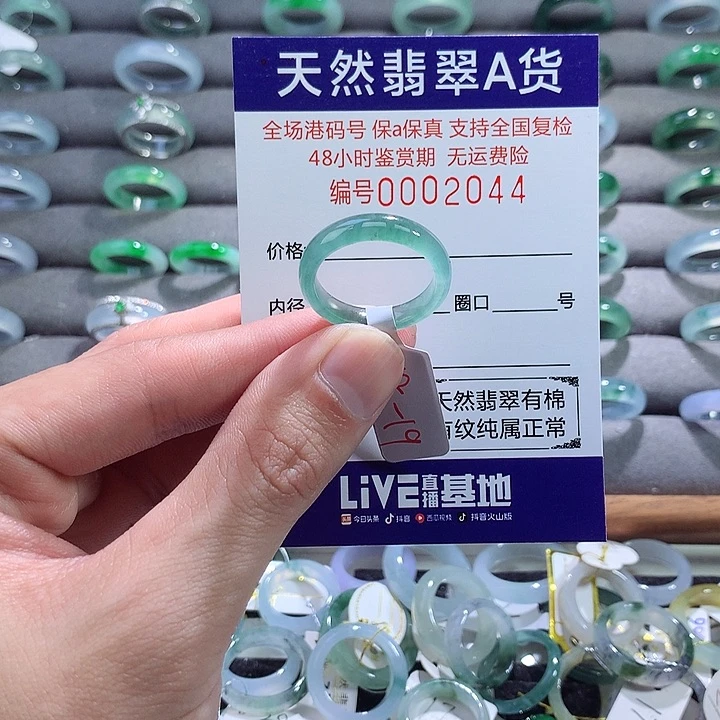 天然翡翠A货
全场港码号 保a保真 支持全国复检
48小时鉴赏期 无运费险
编号0002044
价格
内径 圈口 号
天然翡翠有棉
有纹纯属正常
LiVE直播基地
今日头条 抖音 西瓜视频 抖音火山版